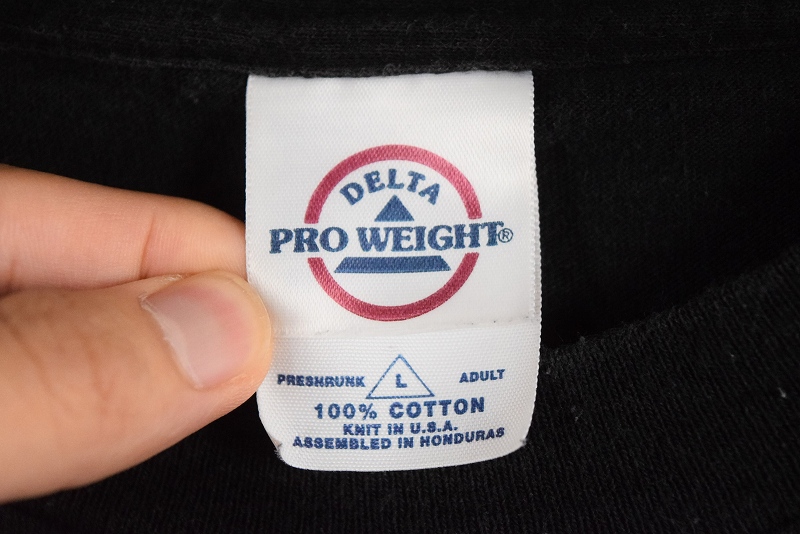 DELTA
PRO WEIGHT®
PRESHRUNK L ADULT
100% COTTON
KNIT IN U.S.A.
ASSEMBLED IN HONDURAS